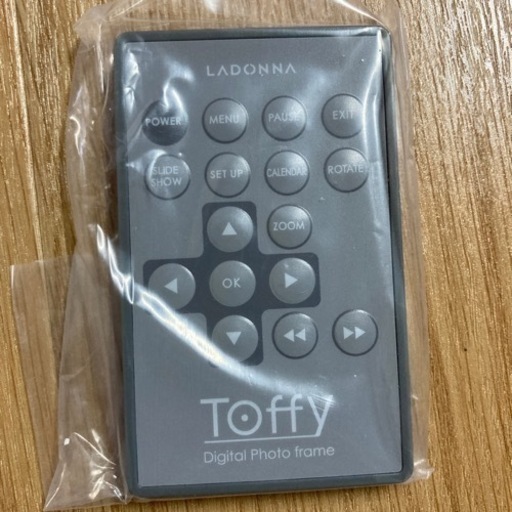 LADONNA
POWER MENU PAUSE EXIT
SLIDE SHOW SET UP CALENDAR ROTATE
ZOOM
OK
Toffy
Digital Photo frame